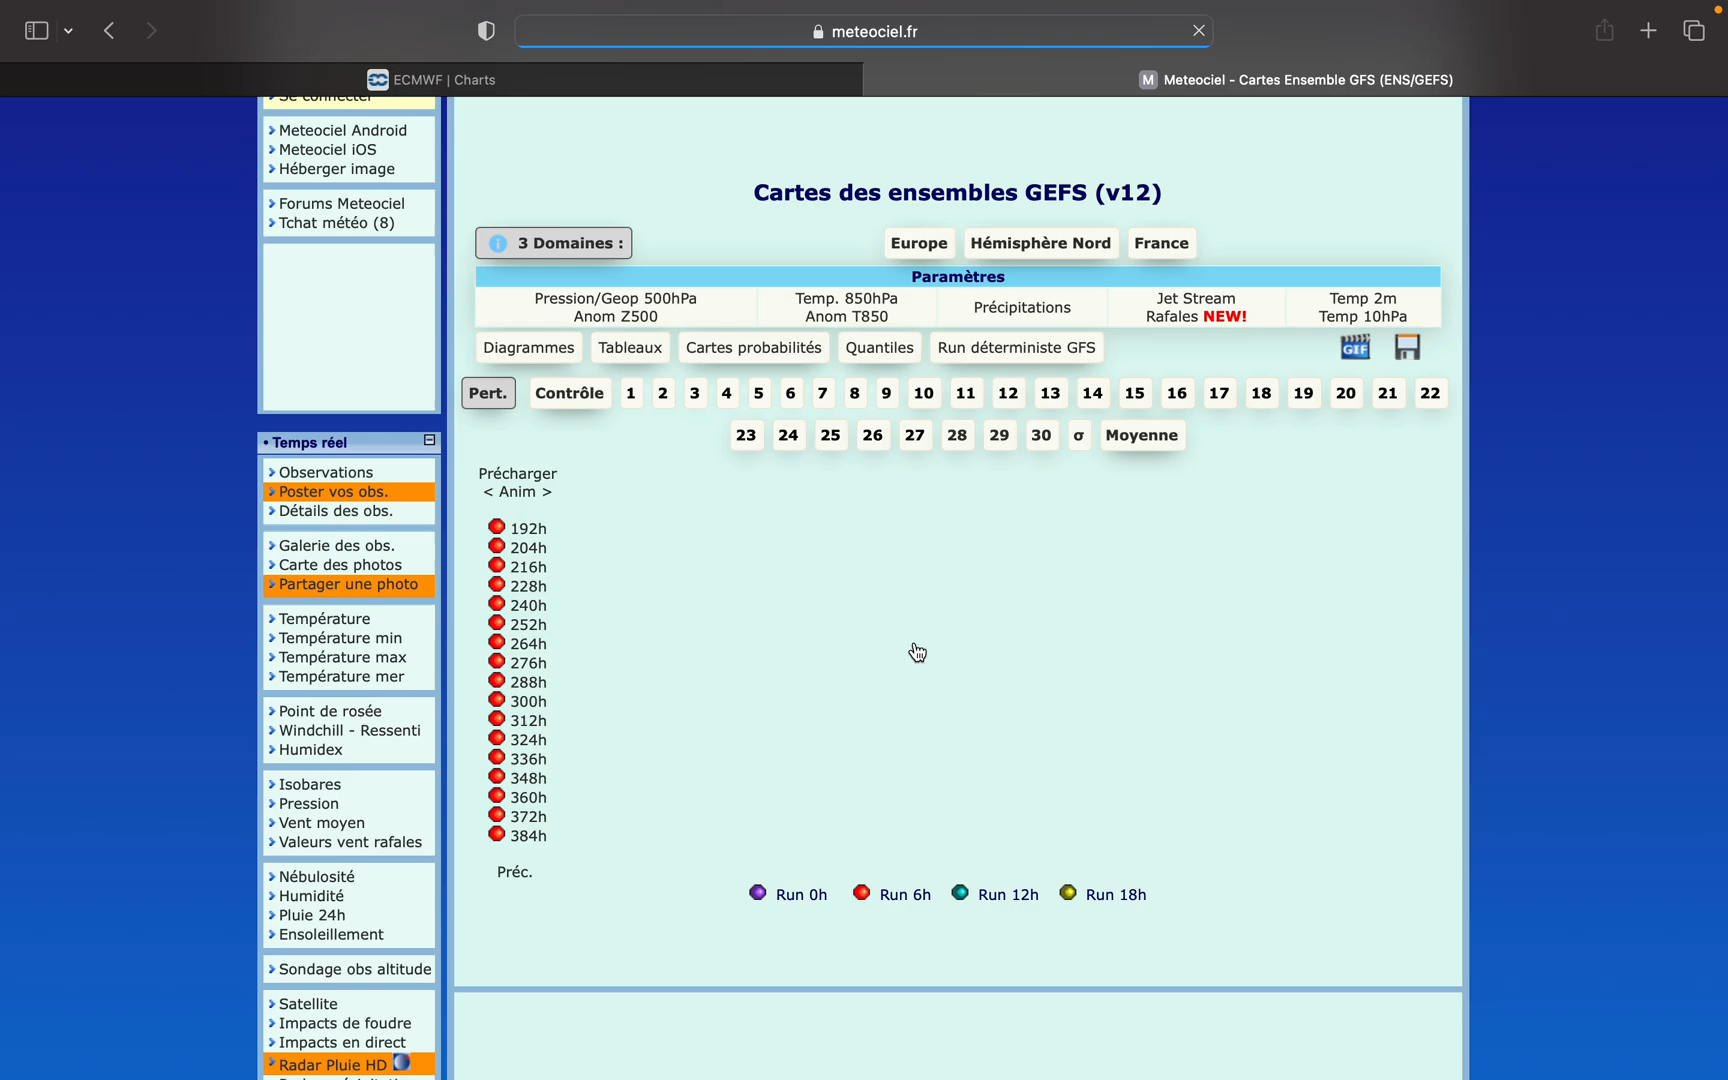 meteociel.fr
ECMWF | Charts
M Meteociel - Cartes Ensemble GFS (ENS/GEFS)
Se connecter
Meteociel Android
Meteociel iOS
Héberger image
Forums Meteociel
Tchat météo (8)
• Temps réel
Observations
Poster vos obs.
Détails des obs.
Galerie des obs.
Carte des photos
Partager une photo
Température
Température min
Température max
Température mer
Point de rosée
Windchill - Ressenti
Humidex
Isobares
Pression
Vent moyen
Valeurs vent rafales
Nébulosité
Humidité
Pluie 24h
Ensoleillement
Sondage obs altitude
Satellite
Impacts de foudre
Impacts en direct
Radar Pluie HD
Cartes des ensembles GEFS (v12)
3 Domaines :
Europe
Hémisphère Nord
France
Paramètres
Pression/Geop 500hPa
Anom Z500
Temp. 850hPa
Anom T850
Précipitations
Jet Stream
Rafales NEW!
Temp 2m
Temp 10hPa
Diagrammes
Tableaux
Cartes probabilités
Quantiles
Run déterministe GFS
GIF
Pert. Contrôle 1 2 3 4 5 6 7 8 9 10 11 12 13 14 15 16 17 18 19 20 21 22
23 24 25 26 27 28 29 30 σ Moyenne
Précharger
< Anim >
192h
204h
216h
228h
240h
252h
264h
276h
288h
300h
312h
324h
336h
348h
360h
372h
384h
Préc.
Run 0h Run 6h Run 12h Run 18h